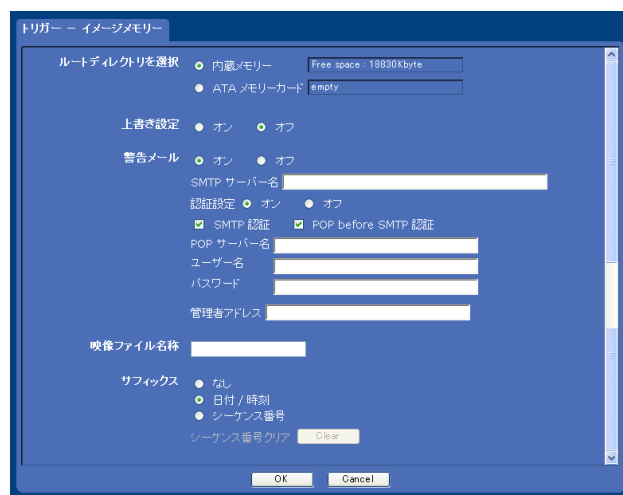 トリガー － イメージメモリー
ルートディレクトリを選択 内蔵メモリー Free space : 18830Kbyte
ATA メモリーカード empty
上書き設定 オン オフ
警告メール オン オフ
SMTP サーバー名
認証設定 オン オフ
SMTP 認証 POP before SMTP 認証
POP サーバー名
ユーザー名
パスワード
管理者アドレス
映像ファイル名称
サフィックス なし
日付 / 時刻
シーケンス番号
シーケンス番号クリア Clear
OK Cancel